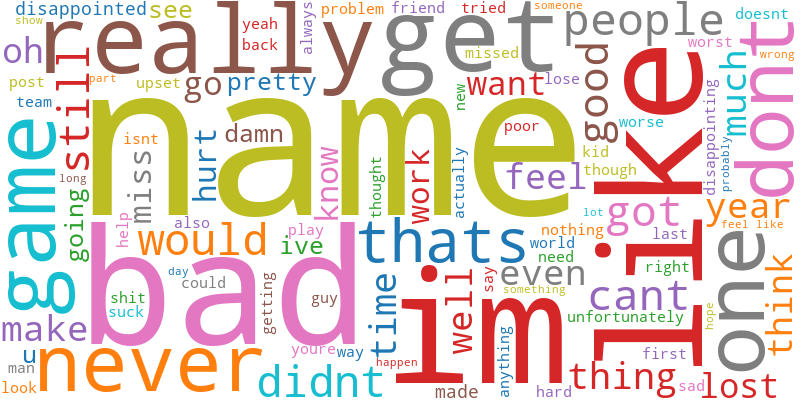 disappointed see
yeah
back
always
problem friend tried
someone
show
really
get
people
doesnt
oh
post
part
upset
go
pretty
missed
want
lose
worst
wrong
team
still
new
good
much
dont
name
like
game
isnt
damn
poor
worse
disappointing
probably
long
miss
hurt
know
thought
work
actually
feel
kid
though
going
help
also
play
got
year
lot
last
feel like
would
ive
thats
nothing
world
need
one
think
bad
im
day
could
getting
guy
shit
suck
time
well
say
even
something
cant
right
unfortunately
hope
make
u
never
youre way
happen
anything
first
man
look
didnt
made
hard
thing
sad
lost